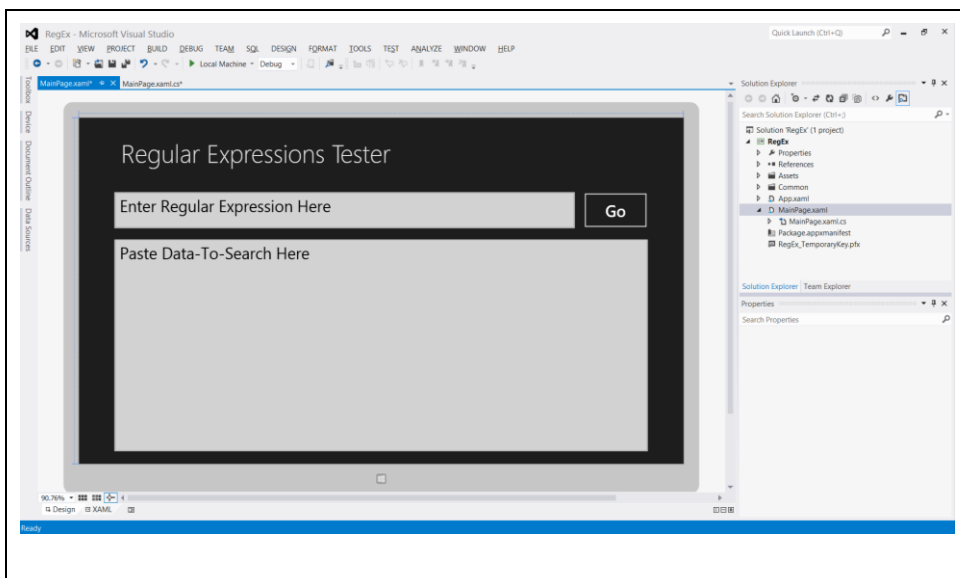 RegEx - Microsoft Visual Studio
Quick Launch (Ctrl+Q)
FILE EDIT VIEW PROJECT BUILD DEBUG TEAM SQL DESIGN FORMAT TOOLS TEST ANALYZE WINDOW HELP
Local Machine Debug
Toolbox
Device
Document Outline
Data Sources
MainPage.xaml* MainPage.xaml.cs*
Regular Expressions Tester
Enter Regular Expression Here
Go
Paste Data-To-Search Here
90.76%
Design XAML
Solution Explorer
Search Solution Explorer (Ctrl+;)
Solution 'RegEx' (1 project)
RegEx
Properties
References
Assets
Common
App.xaml
MainPage.xaml
MainPage.xaml.cs
Package.appxmanifest
RegEx_TemporaryKey.pfx
Solution Explorer Team Explorer
Properties
Search Properties
Ready